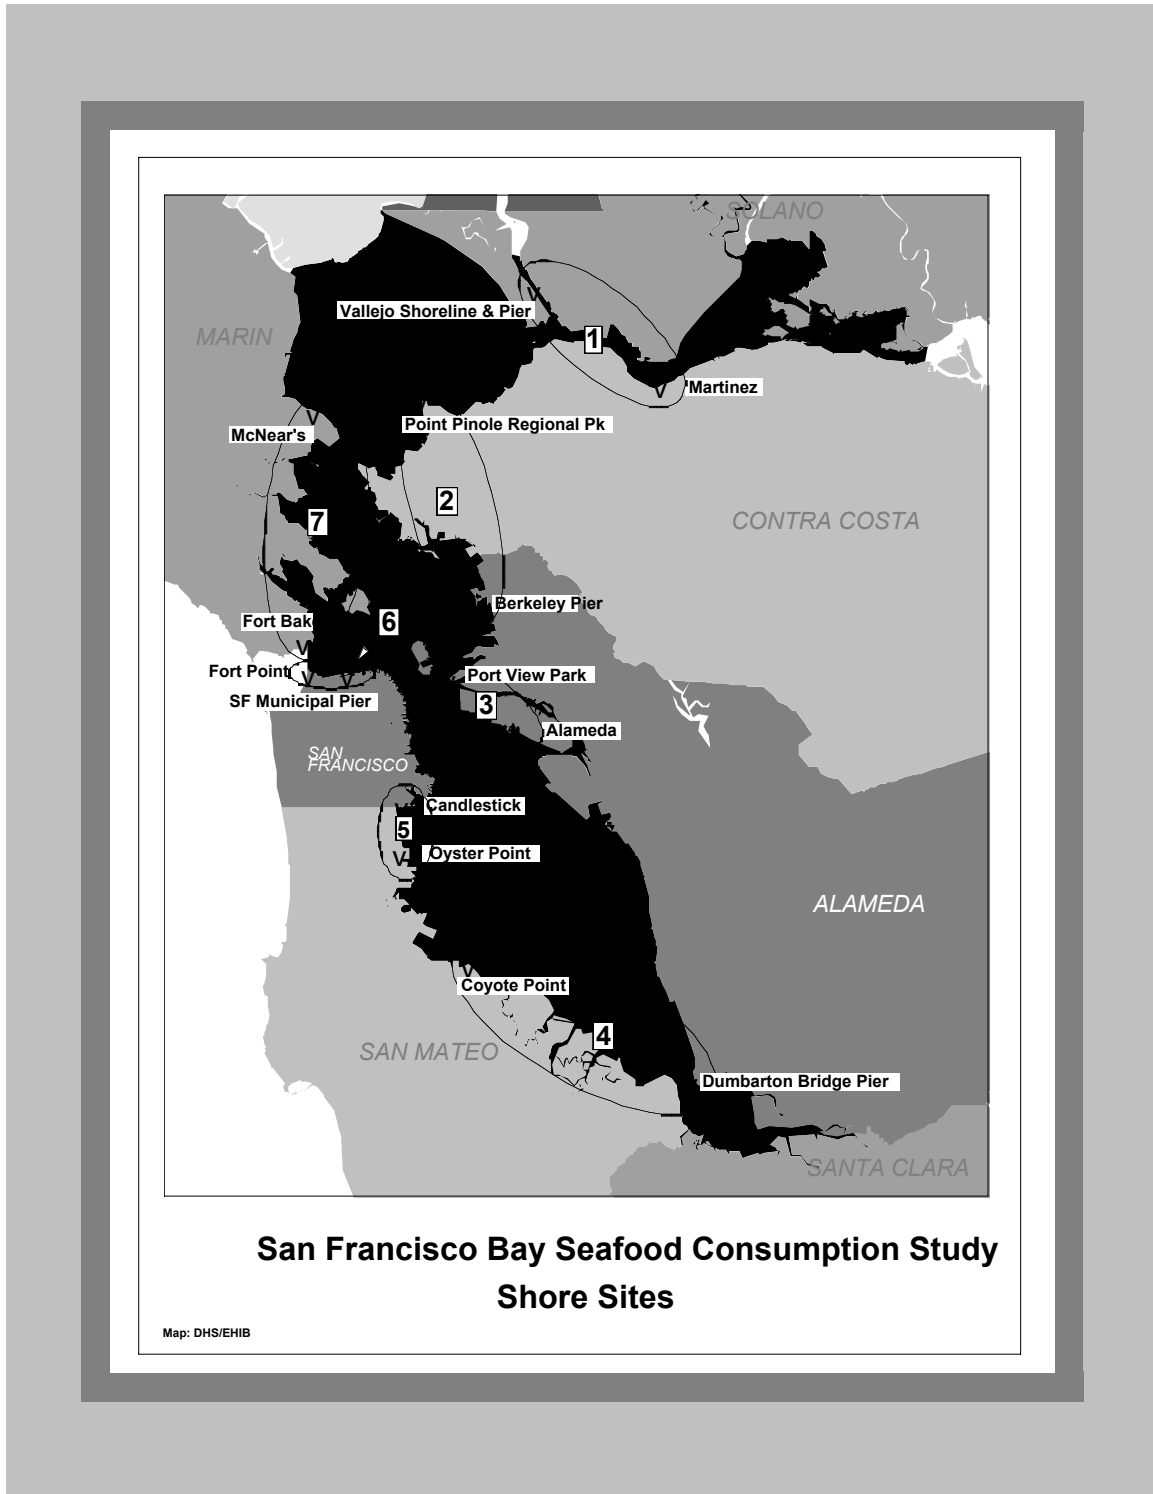 SOLANO
Vallejo Shoreline & Pier
V
MARIN
1
V
Martinez
V
McNear's
Point Pinole Regional Pk
2
7
CONTRA COSTA
Berkeley Pier
Fort Bak
6
V
Fort Point
V
V
Port View Park
SF Municipal Pier
3
Alameda
SAN
FRANCISCO
Candlestick
5
V
Oyster Point
ALAMEDA
V
Coyote Point
4
SAN MATEO
Dumbarton Bridge Pier
SANTA CLARA
San Francisco Bay Seafood Consumption Study
Shore Sites
Map: DHS/EHIB